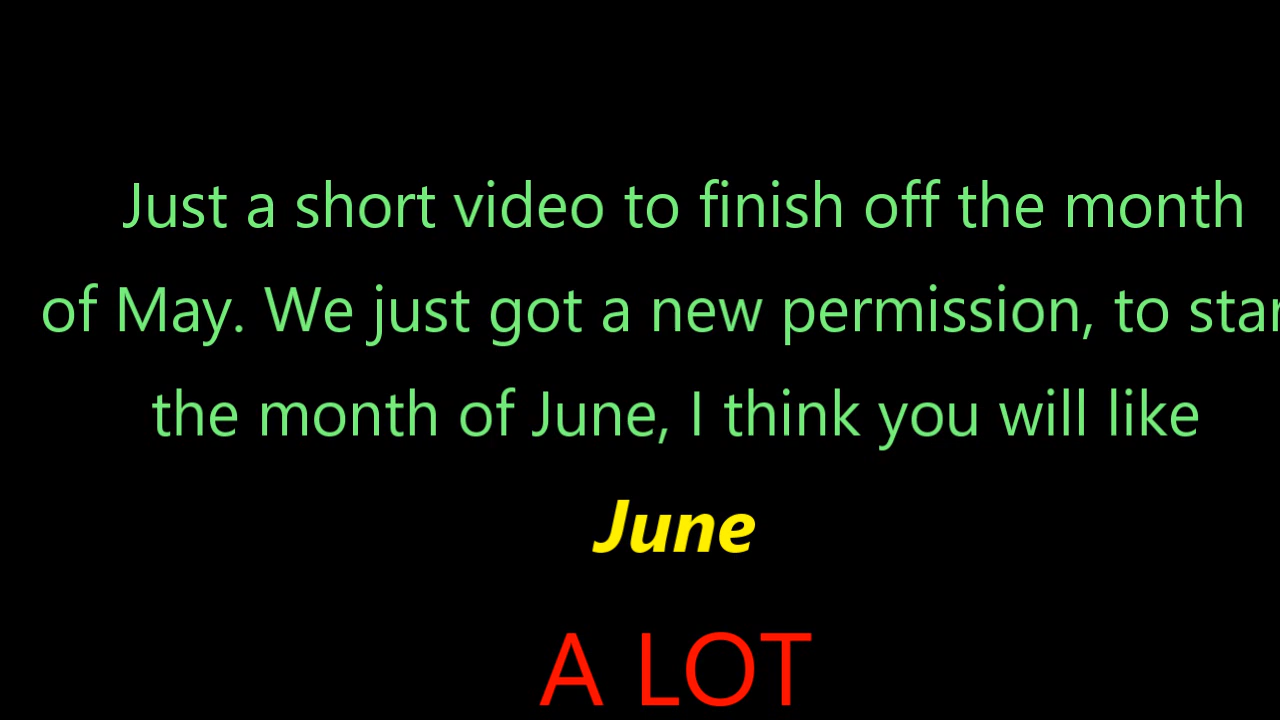 Just a short video to finish off the month
of May. We just got a new permission, to star
the month of June, I think you will like
June
A LOT